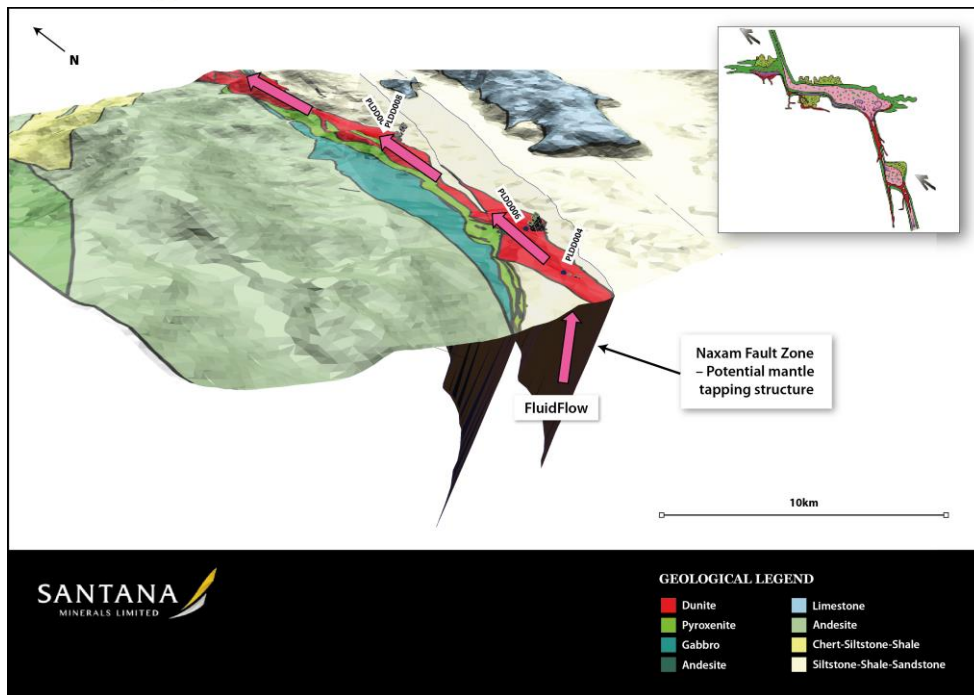 N
PLDD008
PLDD006
PLDD004
Naxam Fault Zone
– Potential mantle
tapping structure
FluidFlow
10km
SANTANA
MINERALS LIMITED
GEOLOGICAL LEGEND
Dunite
Pyroxenite
Gabbro
Andesite
Limestone
Andesite
Chert-Siltstone-Shale
Siltstone-Shale-Sandstone